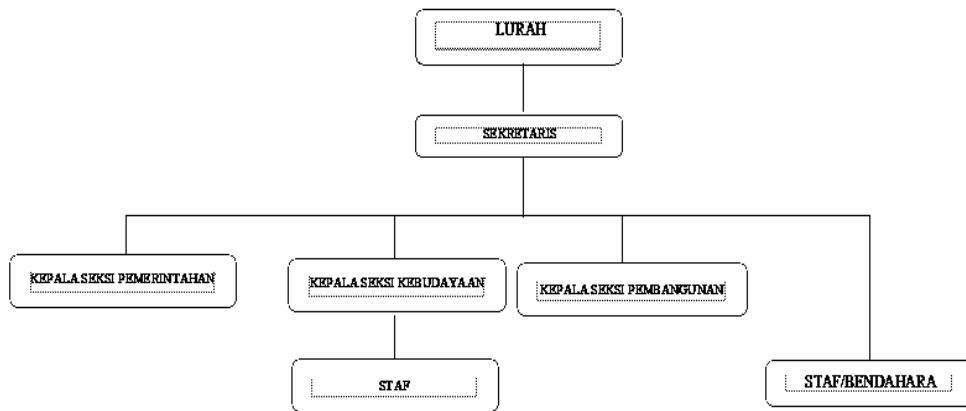 LURAH
SEKRETARIS
KEPALA SEKSI PEMERINTAHAN
KEPALA SEKSI KEBUDAYAAN
KEPALA SEKSI PEMBANGUNAN
STAF
STAF/BENDAHARA